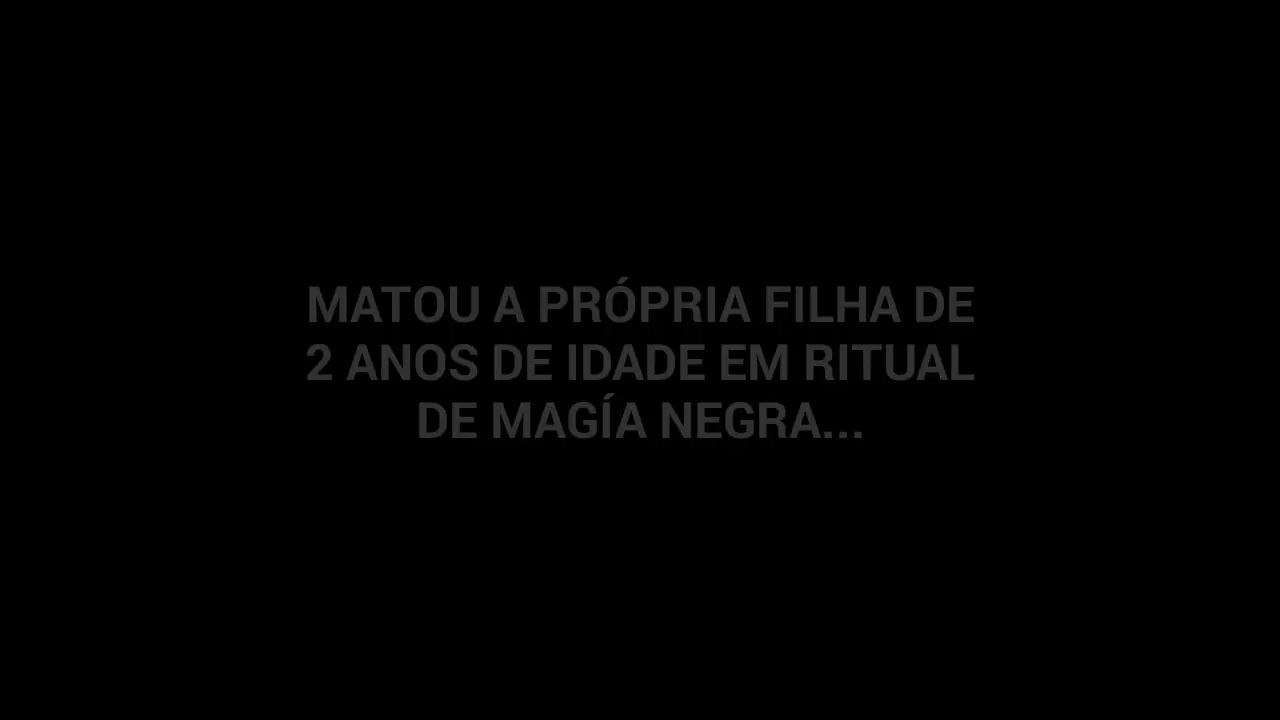 MATOU A PRÓPRIA FILHA DE
2 ANOS DE IDADE EM RITUAL
DE MAGÍA NEGRA...